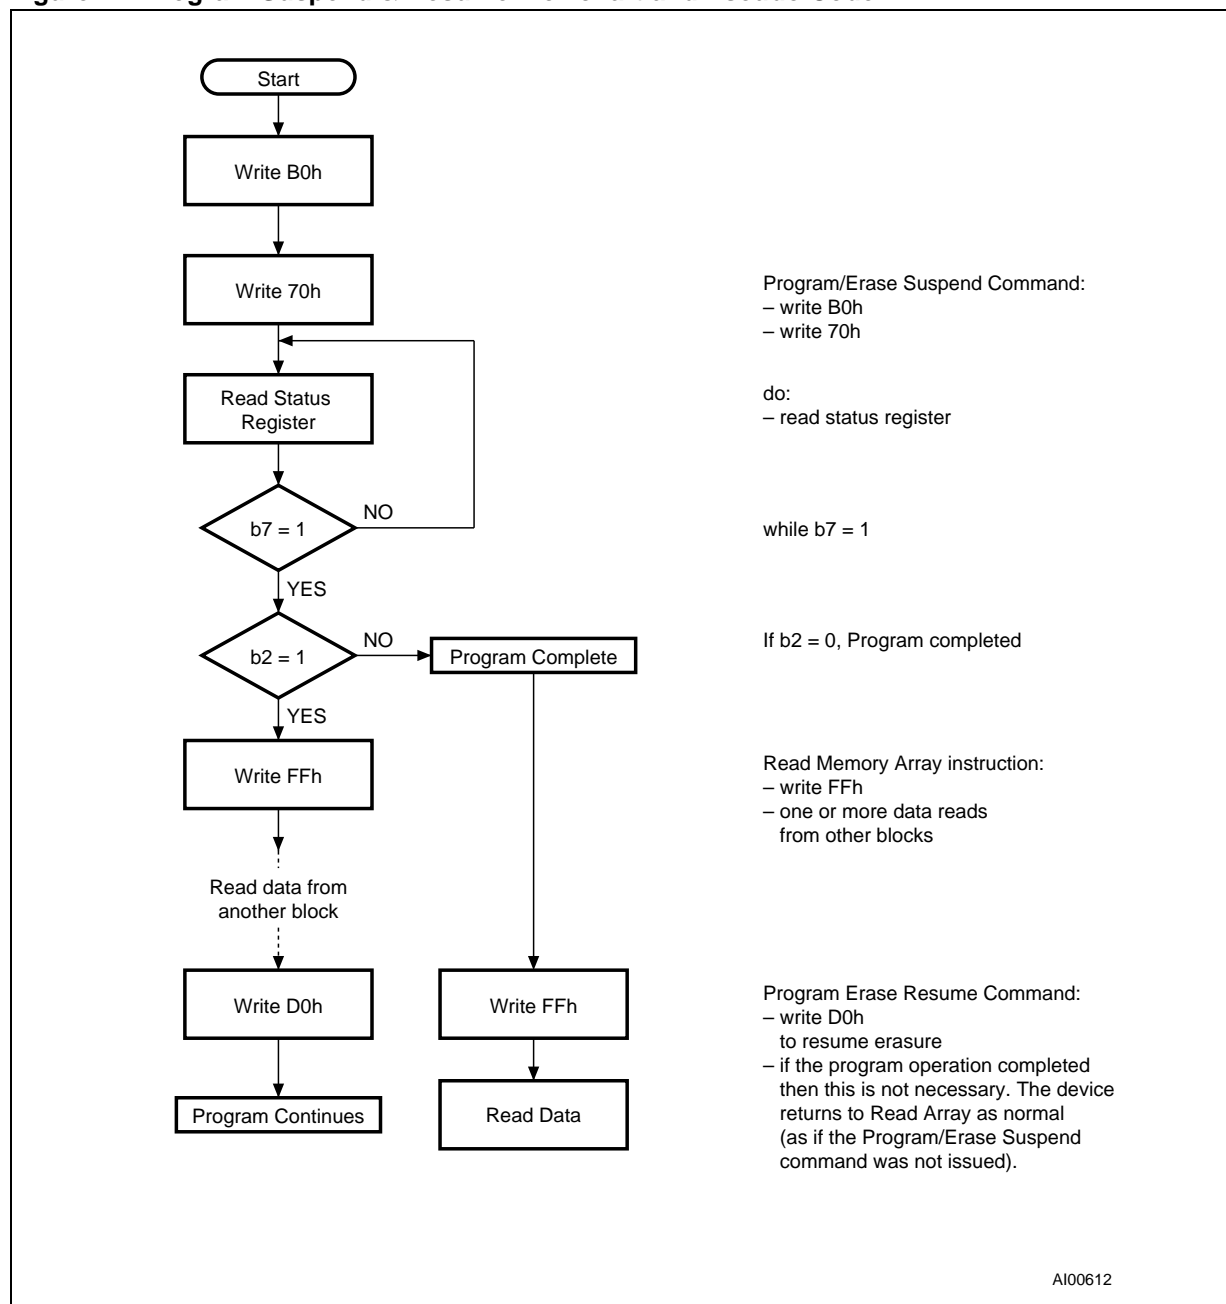 Start
Write B0h
Write 70h
Program/Erase Suspend Command:
– write B0h
– write 70h
Read Status
Register
do:
– read status register
b7 = 1
NO
while b7 = 1
YES
b2 = 1
NO
Program Complete
If b2 = 0, Program completed
YES
Write FFh
Read Memory Array instruction:
– write FFh
– one or more data reads
from other blocks
Read data from
another block
Write D0h
Write FFh
Program Erase Resume Command:
– write D0h
to resume erasure
– if the program operation completed
then this is not necessary. The device
returns to Read Array as normal
(as if the Program/Erase Suspend
command was not issued).
Program Continues
Read Data
AI00612